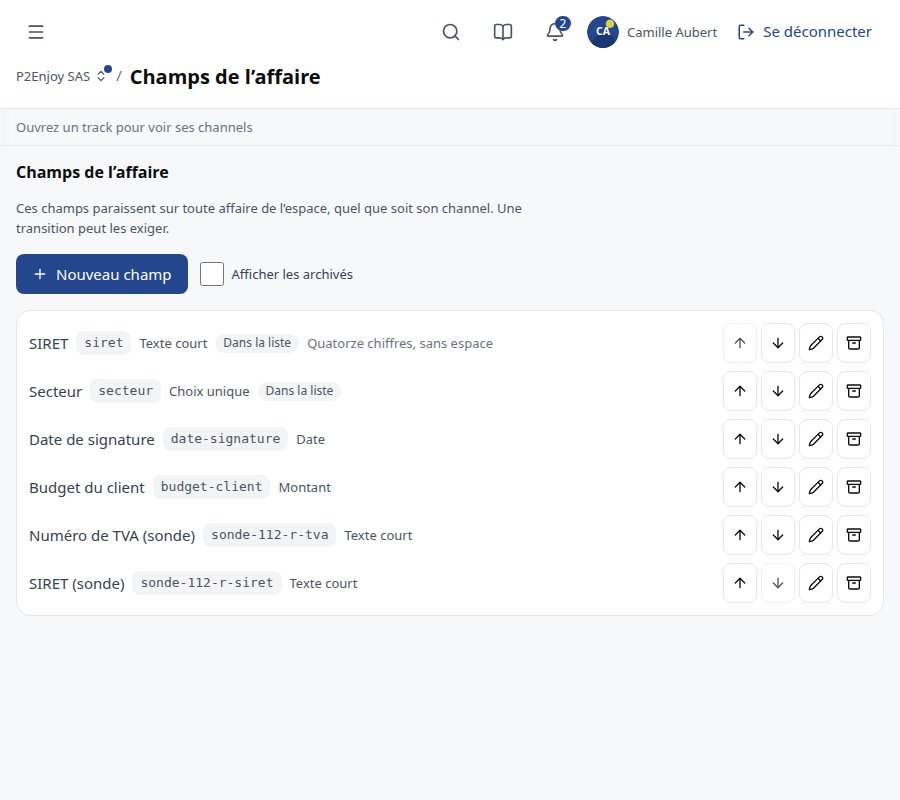 2
CA
Camille Aubert
Se déconnecter
P2Enjoy SAS / Champs de l’affaire
Ouvrez un track pour voir ses channels
Champs de l’affaire
Ces champs paraissent sur toute affaire de l’espace, quel que soit son channel. Une
transition peut les exiger.
+ Nouveau champ
Afficher les archivés
SIRET siret Texte court Dans la liste Quatorze chiffres, sans espace
Secteur secteur Choix unique Dans la liste
Date de signature date-signature Date
Budget du client budget-client Montant
Numéro de TVA (sonde) sonde-112-r-tva Texte court
SIRET (sonde) sonde-112-r-siret Texte court